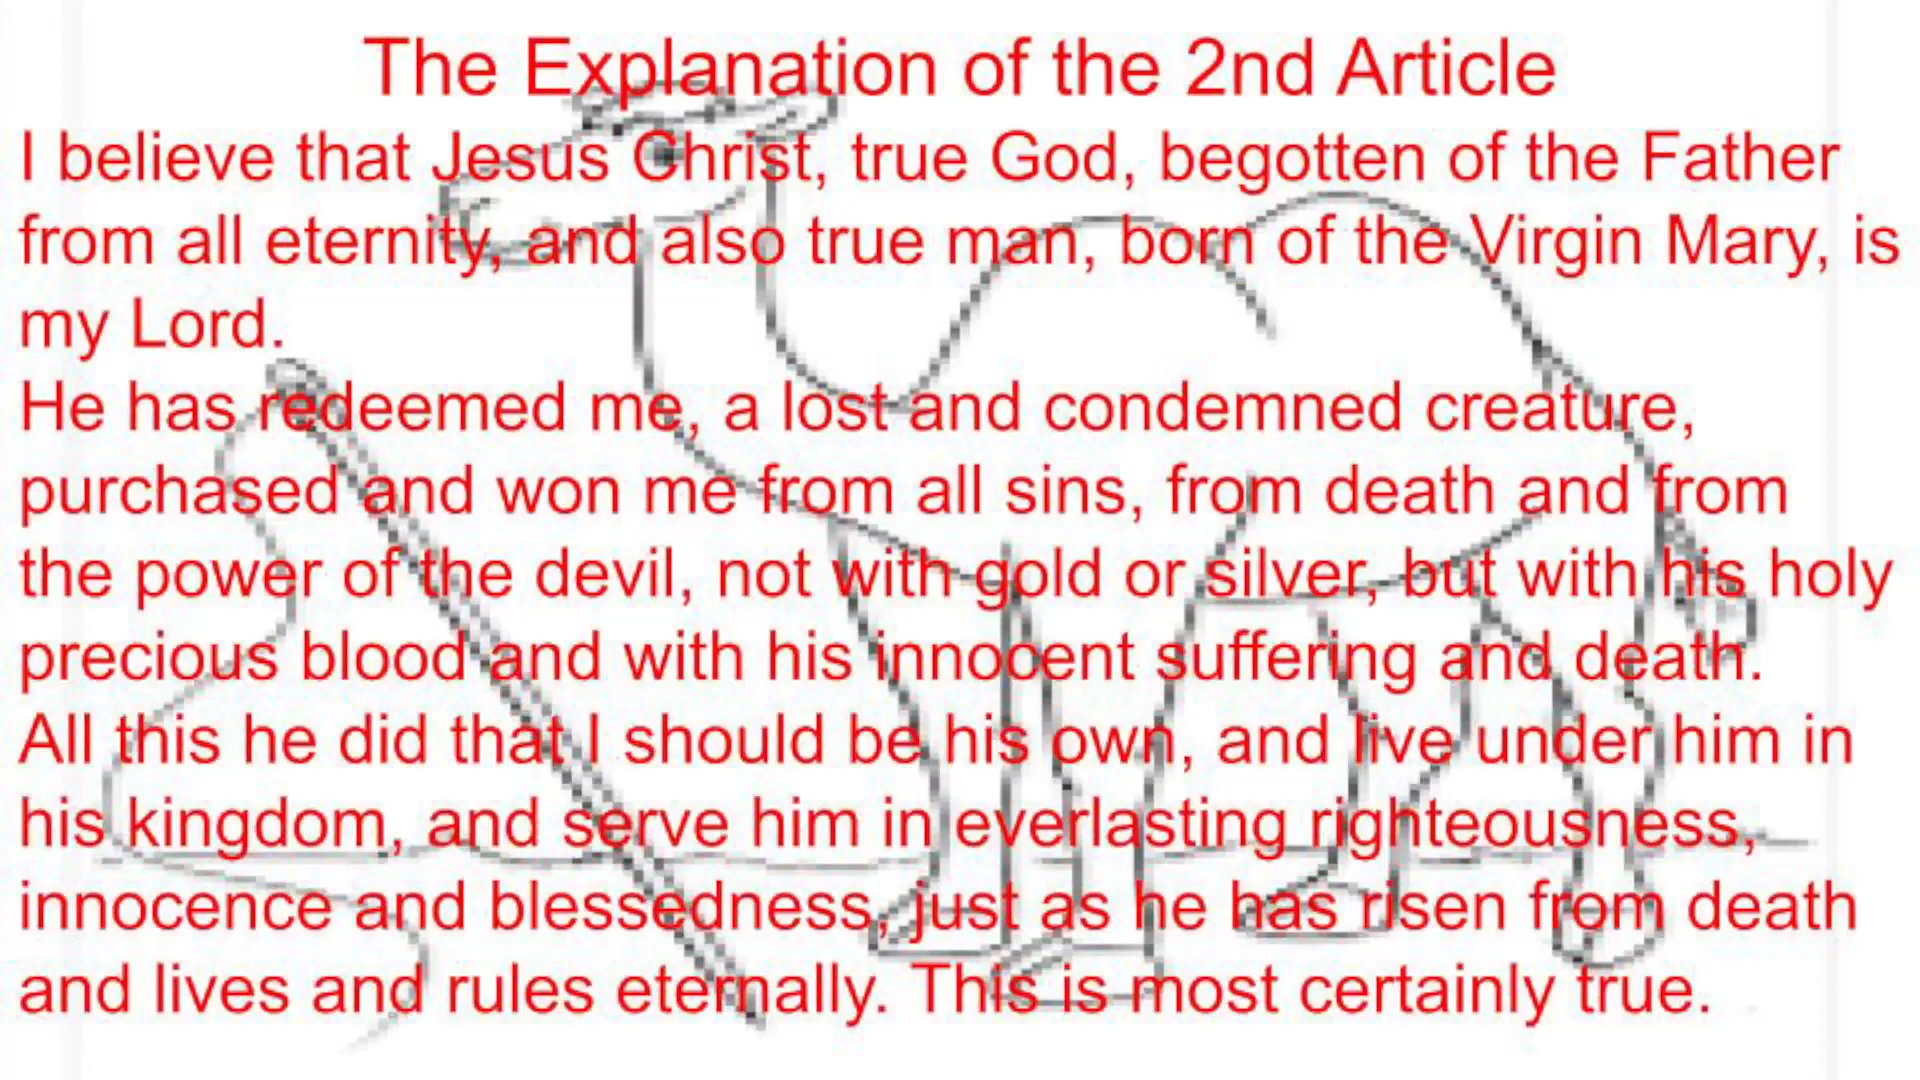 The Explanation of the 2nd Article
I believe that Jesus Christ, true God, begotten of the Father
from all eternity, and also true man, born of the Virgin Mary, is
my Lord.
He has redeemed me, a lost and condemned creature,
purchased and won me from all sins, from death and from
the power of the devil, not with gold or silver, but with his holy
precious blood and with his innocent suffering and death.
All this he did that I should be his own, and live under him in
his kingdom, and serve him in everlasting righteousness,
innocence and blessedness, just as he has risen from death
and lives and rules eternally. This is most certainly true.